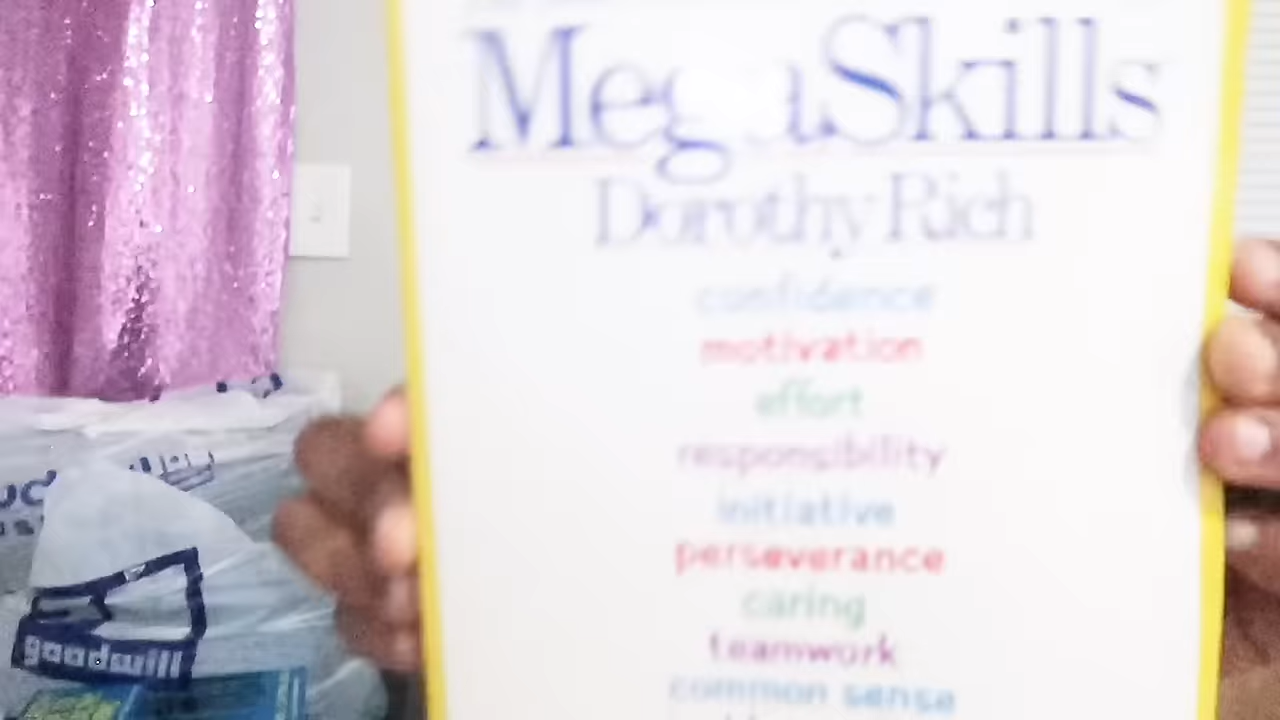 MegaSkills
Dorothy Rich
confidence
motivation
effort
responsibility
initiative
perseverance
caring
teamwork
common sense
goodwill